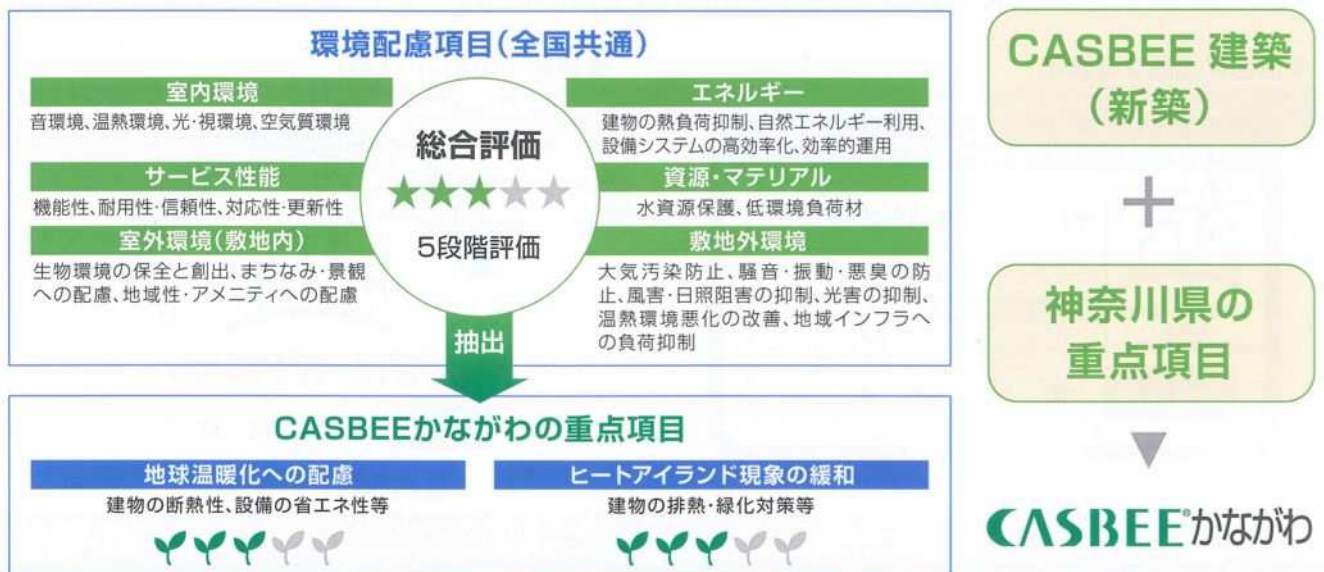 環境配慮項目(全国共通)
室内環境
音環境、温熱環境、光・視環境、空気質環境
サービス性能
機能性、耐用性・信頼性、対応性・更新性
室外環境(敷地内)
生物環境の保全と創出、まちなみ・景観
への配慮、地域性・アメニティへの配慮
総合評価
★★★★★
5段階評価
エネルギー
建物の熱負荷抑制、自然エネルギー利用、
設備システムの高効率化、効率的運用
資源・マテリアル
水資源保護、低環境負荷材
敷地外環境
大気汚染防止、騒音・振動・悪臭の防
止、風害・日照阻害の抑制、光害の抑制、
温熱環境悪化の改善、地域インフラへ
の負荷抑制
抽出
CASBEEかながわの重点項目
地球温暖化への配慮
建物の断熱性、設備の省エネ性等
ヒートアイランド現象の緩和
建物の排熱・緑化対策等
CASBEE 建築
(新築)
+
神奈川県の
重点項目
CASBEE®かながわ